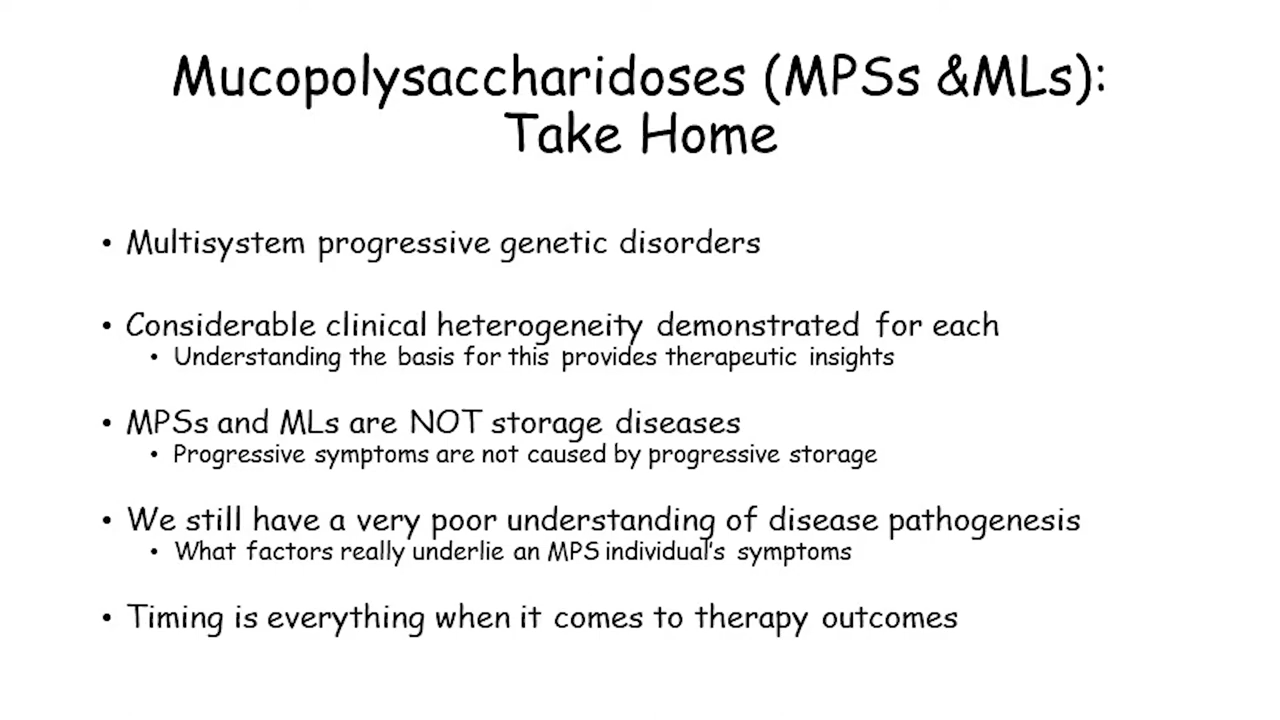 Mucopolysaccharidoses (MPSs &MLs):
Take Home
• Multisystem progressive genetic disorders
• Considerable clinical heterogeneity demonstrated for each
• Understanding the basis for this provides therapeutic insights
• MPSs and MLs are NOT storage diseases
• Progressive symptoms are not caused by progressive storage
• We still have a very poor understanding of disease pathogenesis
• What factors really underlie an MPS individual's symptoms
• Timing is everything when it comes to therapy outcomes